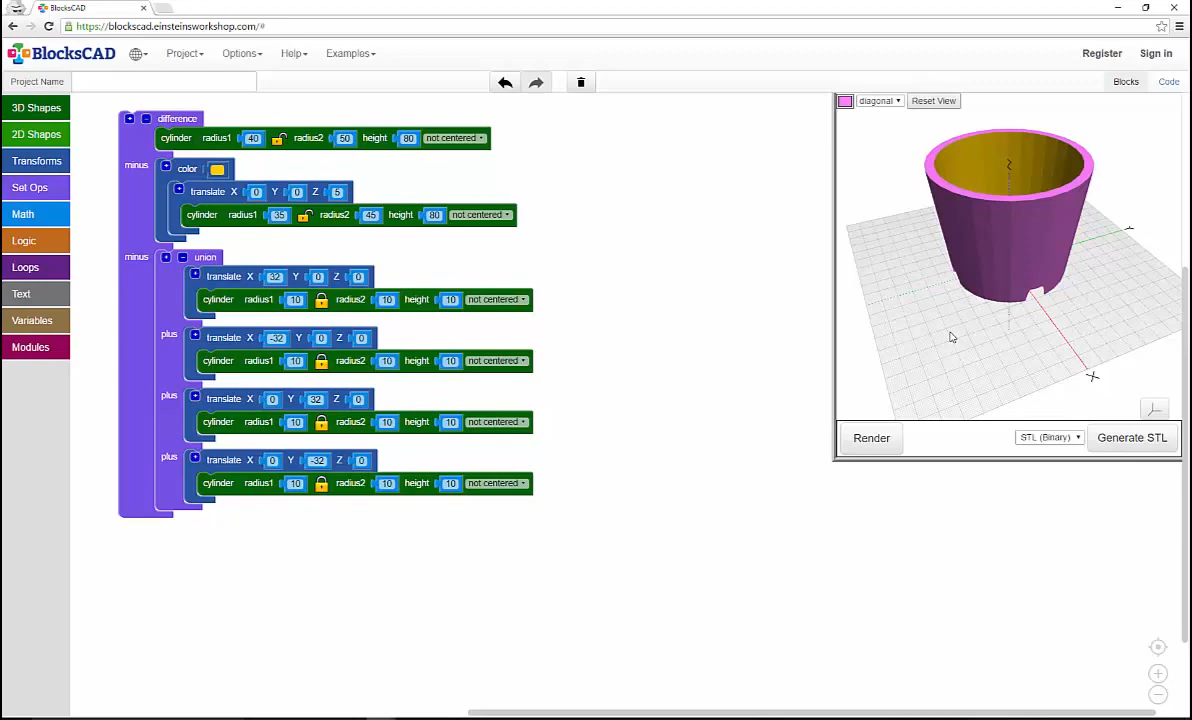 BlocksCAD
https://blockscad.einsteinsworkshop.com/#
BlocksCAD Project Options Help Examples Register Sign in
Project Name Blocks Code
3D Shapes
2D Shapes
Transforms
Set Ops
Math
Logic
Loops
Text
Variables
Modules
+ - difference
cylinder radius1 40 radius2 50 height 80 not centered
minus + color
+ translate X 0 Y 0 Z 5
cylinder radius1 35 radius2 45 height 80 not centered
minus + - union
+ translate X 32 Y 0 Z 0
cylinder radius1 10 radius2 10 height 10 not centered
plus + translate X -32 Y 0 Z 0
cylinder radius1 10 radius2 10 height 10 not centered
plus + translate X 0 Y 32 Z 0
cylinder radius1 10 radius2 10 height 10 not centered
plus + translate X 0 Y -32 Z 0
cylinder radius1 10 radius2 10 height 10 not centered
diagonal Reset View
X
Render STL (Binary) Generate STL